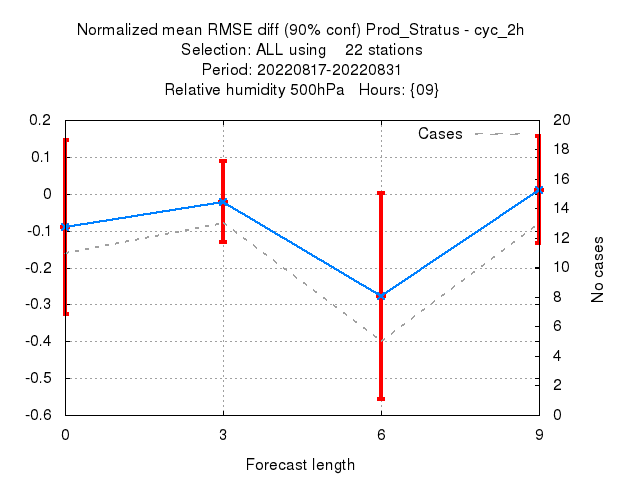 Normalized mean RMSE diff (90% conf) Prod_Stratus - cyc_2h
Selection: ALL using    22 stations
Period: 20220817-20220831
Relative humidity 500hPa   Hours: {09}
Cases
0.2
0.1
0
-0.1
-0.2
-0.3
-0.4
-0.5
-0.6
20
18
16
14
12
10
8
6
4
2
0
No cases
0 3 6 9
Forecast length